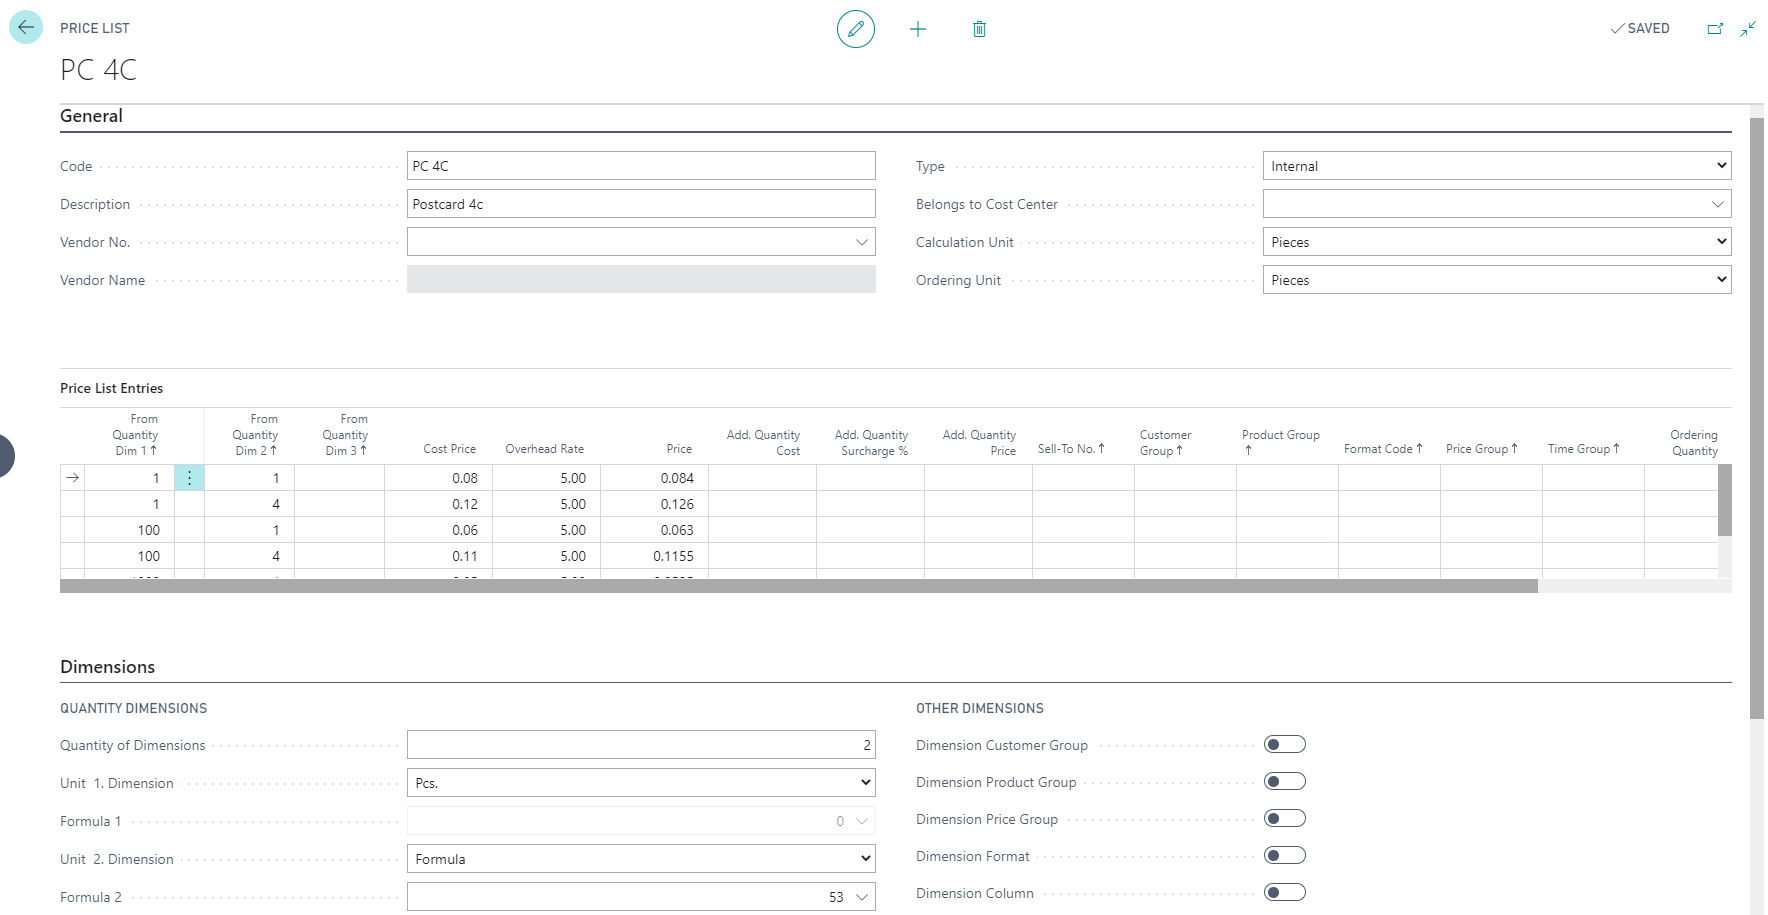 PRICE LIST
SAVED
PC 4C
General
Code PC 4C
Type Internal
Description Postcard 4c
Belongs to Cost Center
Vendor No.
Calculation Unit Pieces
Vendor Name
Ordering Unit Pieces
Price List Entries
From Quantity Dim 1↑ From Quantity Dim 2↑ From Quantity Dim 3↑ Cost Price Overhead Rate Price Add. Quantity Cost Add. Quantity Surcharge % Add. Quantity Price Sell-To No.↑ Customer Group↑ Product Group ↑ Format Code↑ Price Group↑ Time Group↑ Ordering Quantity
1 1 0.08 5.00 0.084
1 4 0.12 5.00 0.126
100 1 0.06 5.00 0.063
100 4 0.11 5.00 0.1155
Dimensions
QUANTITY DIMENSIONS
OTHER DIMENSIONS
Quantity of Dimensions 2
Dimension Customer Group
Unit 1. Dimension Pcs.
Dimension Product Group
Formula 1 0
Dimension Price Group
Unit 2. Dimension Formula
Dimension Format
Formula 2 53
Dimension Column